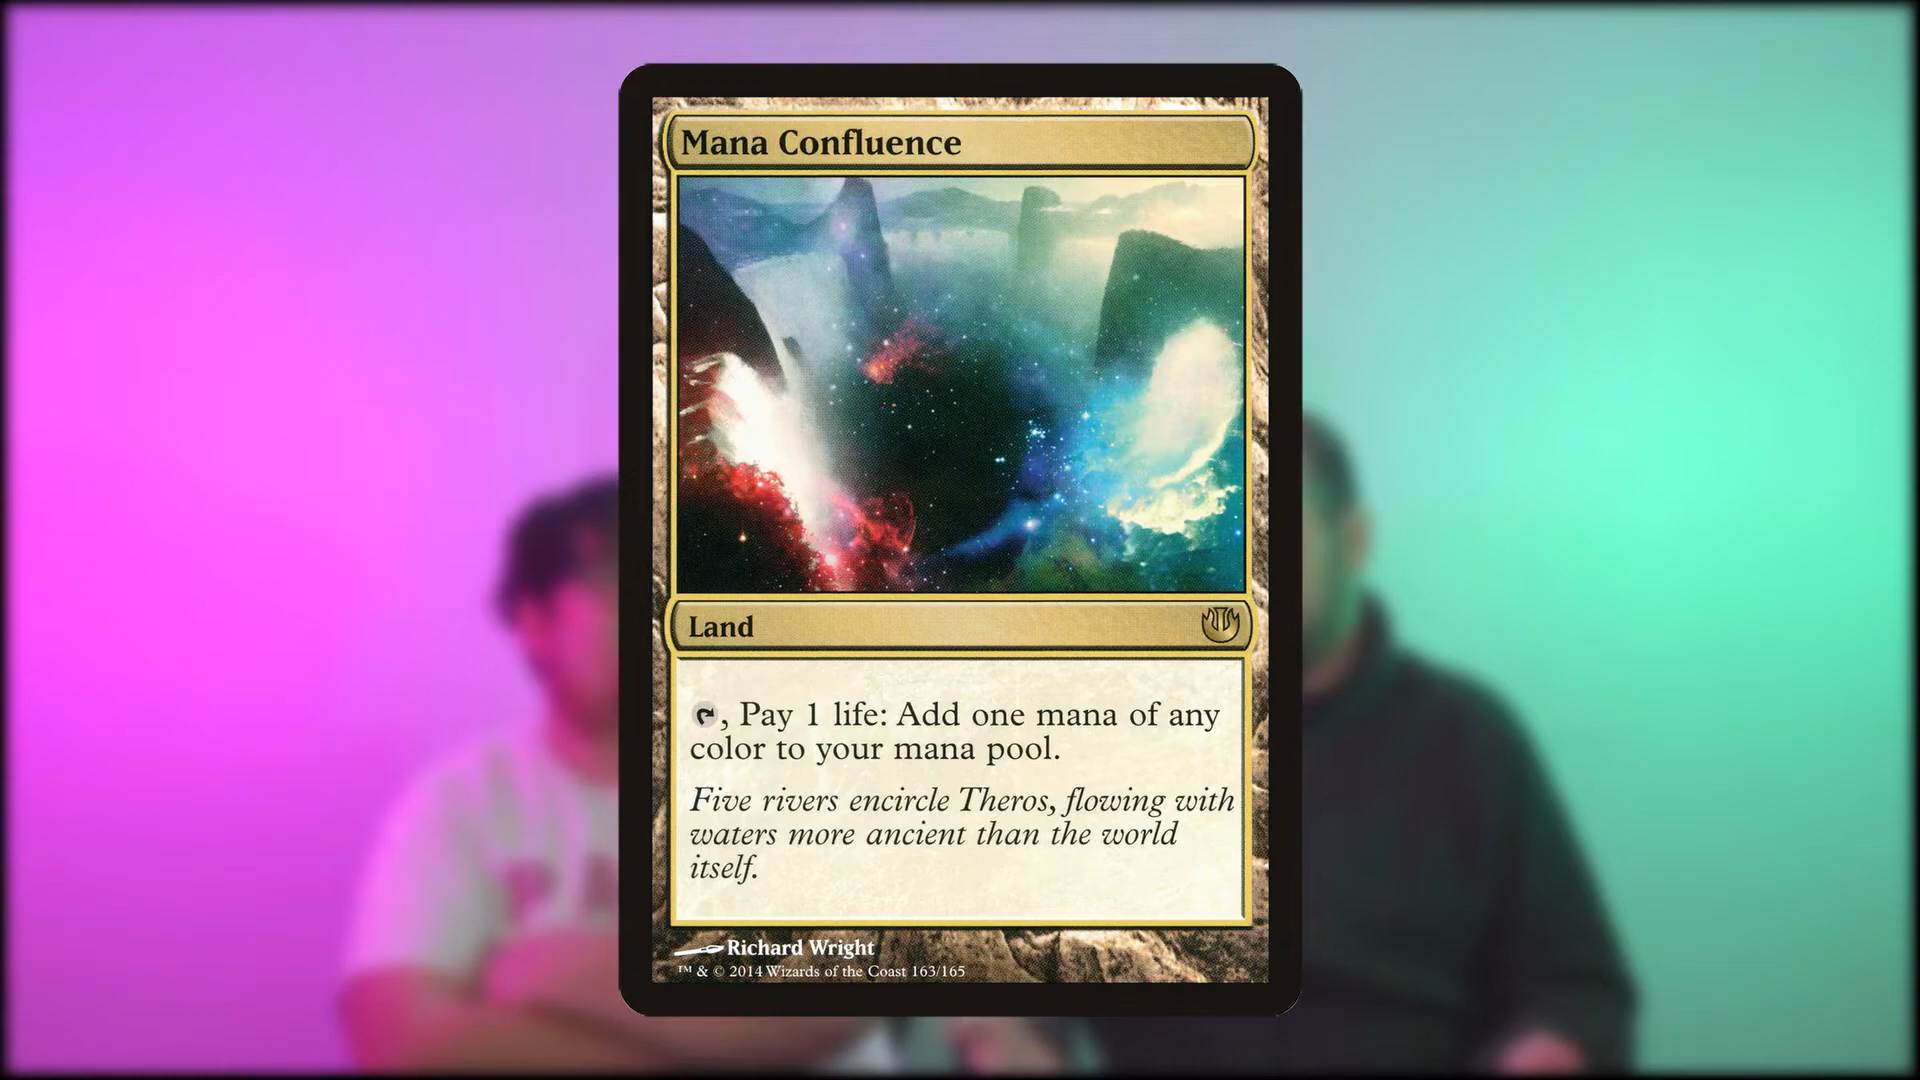 Mana Confluence
Land
, Pay 1 life: Add one mana of any
color to your mana pool.
Five rivers encircle Theros, flowing with
waters more ancient than the world
itself.
Richard Wright
™ & © 2014 Wizards of the Coast 163/165